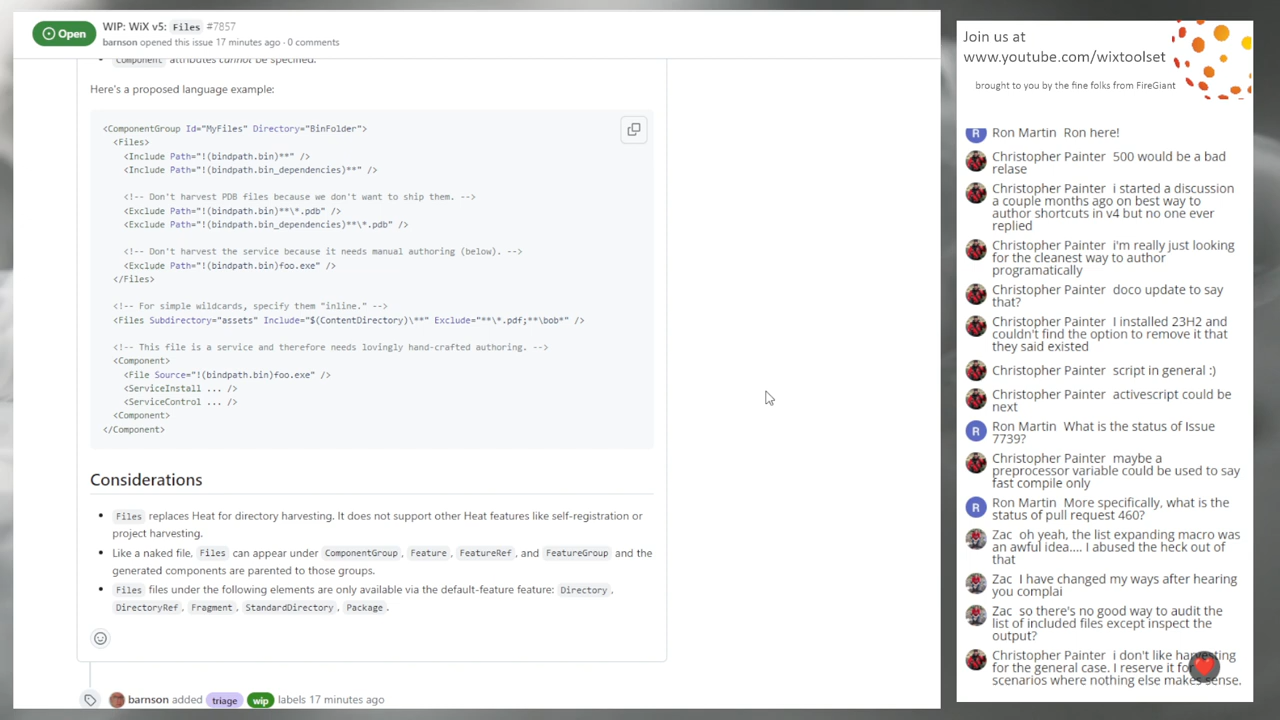 Open
WIP: WiX v5: Files #7857
barnson opened this issue 17 minutes ago · 0 comments
Component attributes cannot be specified.
Here's a proposed language example:
<ComponentGroup Id="MyFiles" Directory="BinFolder">
<Files>
<Include Path="!(bindpath.bin)**" />
<Include Path="!(bindpath.bin_dependencies)**" />
<!-- Don't harvest PDB files because we don't want to ship them. -->
<Exclude Path="!(bindpath.bin)**\*.pdb" />
<Exclude Path="!(bindpath.bin_dependencies)**\*.pdb" />
<!-- Don't harvest the service because it needs manual authoring (below). -->
<Exclude Path="!(bindpath.bin)foo.exe" />
</Files>
<!-- For simple wildcards, specify them "inline." -->
<Files Subdirectory="assets" Include="$(ContentDirectory)\**" Exclude="**\*.pdf;**\bob*" />
<!-- This file is a service and therefore needs lovingly hand-crafted authoring. -->
<Component>
<File Source="!(bindpath.bin)foo.exe" />
<ServiceInstall ... />
<ServiceControl ... />
<Component>
</Component>
Considerations
• Files replaces Heat for directory harvesting. It does not support other Heat features like self-registration or
project harvesting.
• Like a naked file, Files can appear under ComponentGroup, Feature, FeatureRef, and FeatureGroup and the
generated components are parented to those groups.
• Files files under the following elements are only available via the default-feature feature: Directory,
DirectoryRef, Fragment, StandardDirectory, Package.
barnson added triage wip labels 17 minutes ago
Join us at
www.youtube.com/wixtoolset
brought to you by the fine folks from FireGiant
R Ron Martin Ron here!
Christopher Painter 500 would be a bad
relase
Christopher Painter i started a discussion
a couple months ago on best way to
author shortcuts in v4 but no one ever
replied
Christopher Painter i'm really just looking
for the cleanest way to author
programatically
Christopher Painter doco update to say
that?
Christopher Painter I installed 23H2 and
couldn't find the option to remove it that
they said existed
Christopher Painter script in general :)
Christopher Painter activescript could be
next
R Ron Martin What is the status of Issue
7739?
Christopher Painter maybe a
preprocessor variable could be used to say
fast compile only
R Ron Martin More specifically, what is the
status of pull request 460?
Zac oh yeah, the list expanding macro was
an awful idea.... I abused the heck out of
that
Zac I have changed my ways after hearing
you complai
Zac so there's no good way to audit the
list of included files except inspect the
output?
Christopher Painter i don't like harvesting
for the general case. I reserve it for
scenarios where nothing else makes sense.